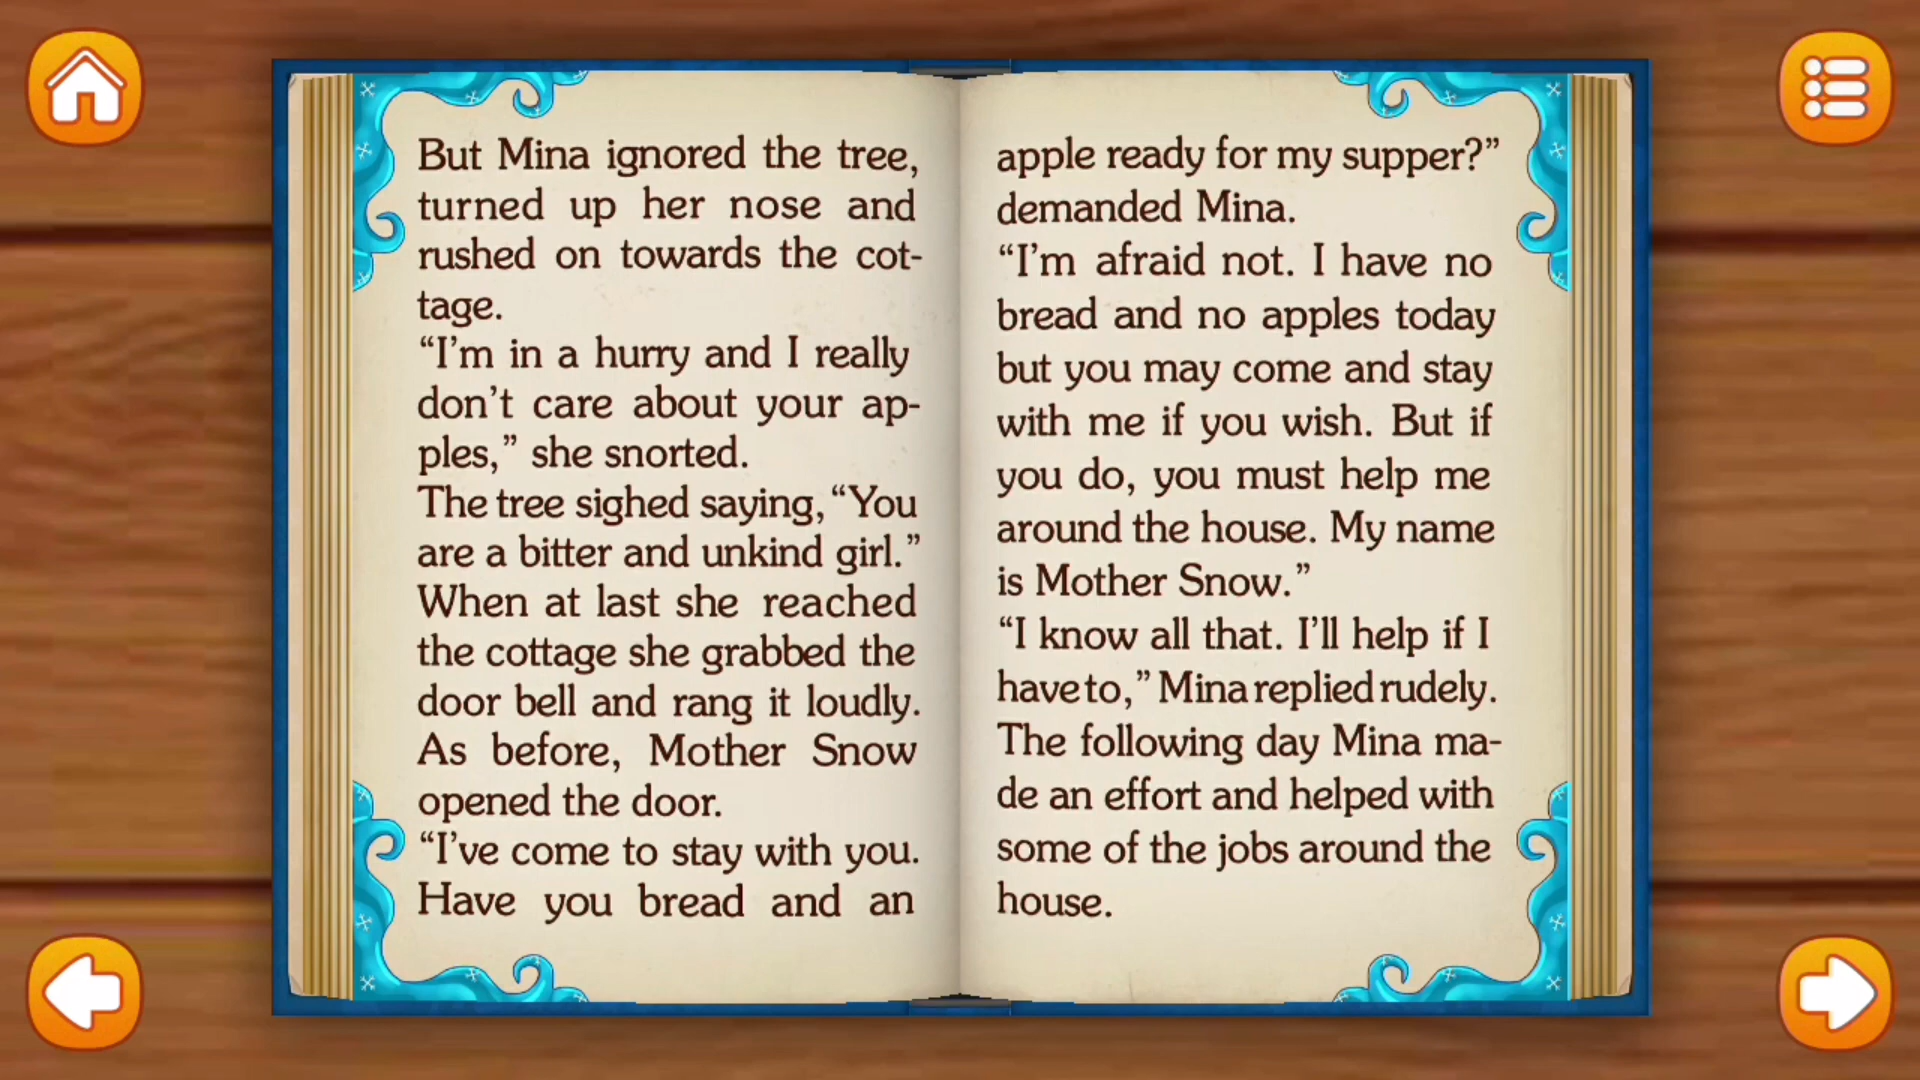 But Mina ignored the tree,
turned up her nose and
rushed on towards the cot-
tage.
“I’m in a hurry and I really
don’t care about your ap-
ples,” she snorted.
The tree sighed saying, “You
are a bitter and unkind girl.”
When at last she reached
the cottage she grabbed the
door bell and rang it loudly.
As before, Mother Snow
opened the door.
“I’ve come to stay with you.
Have you bread and an
apple ready for my supper?”
demanded Mina.
“I’m afraid not. I have no
bread and no apples today
but you may come and stay
with me if you wish. But if
you do, you must help me
around the house. My name
is Mother Snow.”
“I know all that. I’ll help if I
have to,” Mina replied rudely.
The following day Mina ma-
de an effort and helped with
some of the jobs around the
house.